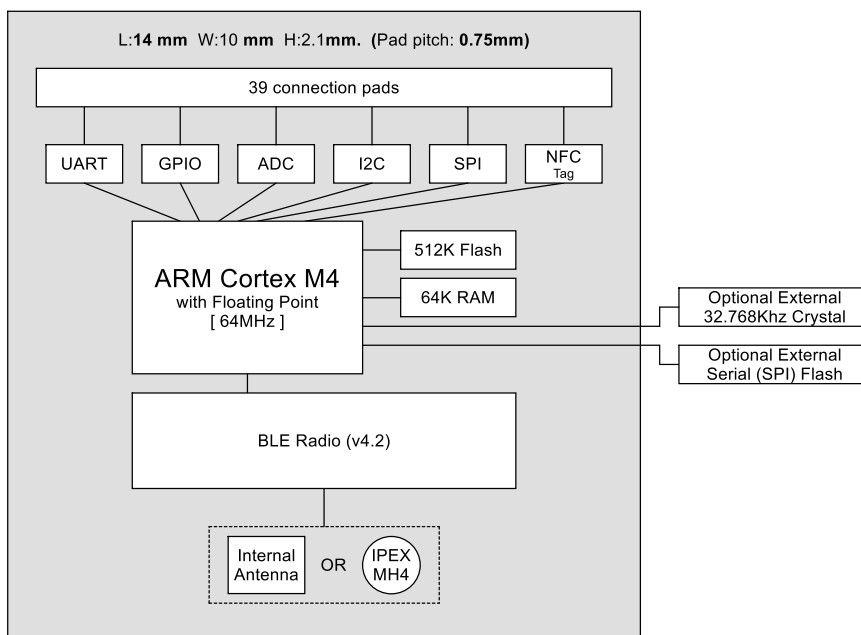 L:14 mm W:10 mm H:2.1mm. (Pad pitch: 0.75mm)
39 connection pads
UART
GPIO
ADC
I2C
SPI
NFC
Tag
ARM Cortex M4
with Floating Point
[ 64MHz ]
512K Flash
64K RAM
Optional External
32.768Khz Crystal
Optional External
Serial (SPI) Flash
BLE Radio (v4.2)
Internal
Antenna
OR
IPEX
MH4